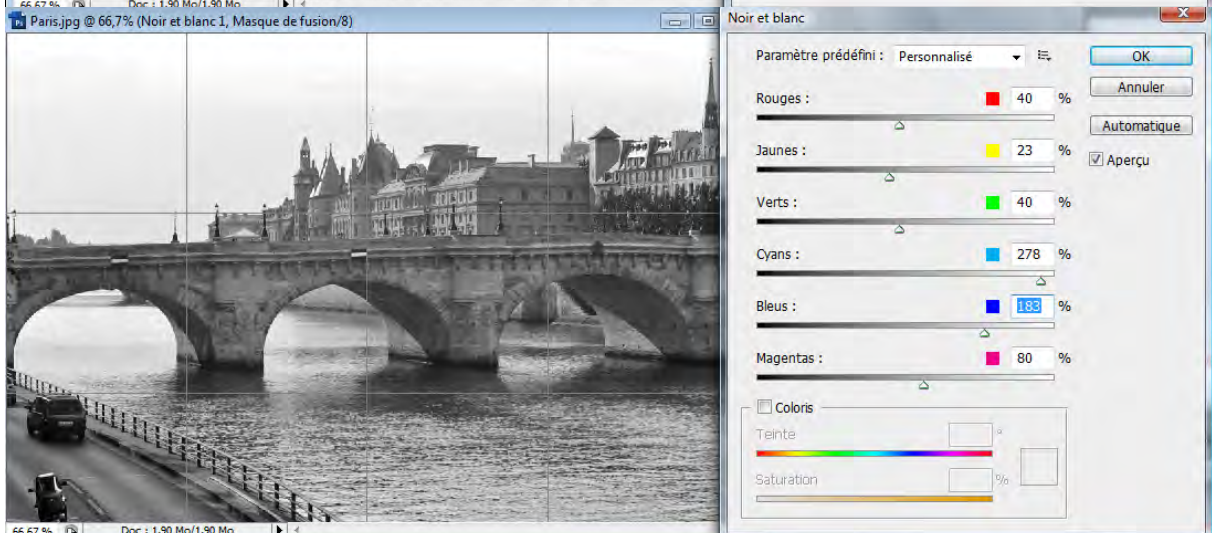 66,67 % Doc : 1,90 Mo/1,90 Mo
Paris.jpg @ 66,7% (Noir et blanc 1, Masque de fusion/8)
66,67 % Doc : 1,90 Mo/1,90 Mo
Noir et blanc
Paramètre prédéfini : Personnalisé
OK
Annuler
Automatique
Aperçu
Rouges : 40 %
Jaunes : 23 %
Verts : 40 %
Cyans : 278 %
Bleus : 183 %
Magentas : 80 %
Coloris
Teinte °
Saturation %